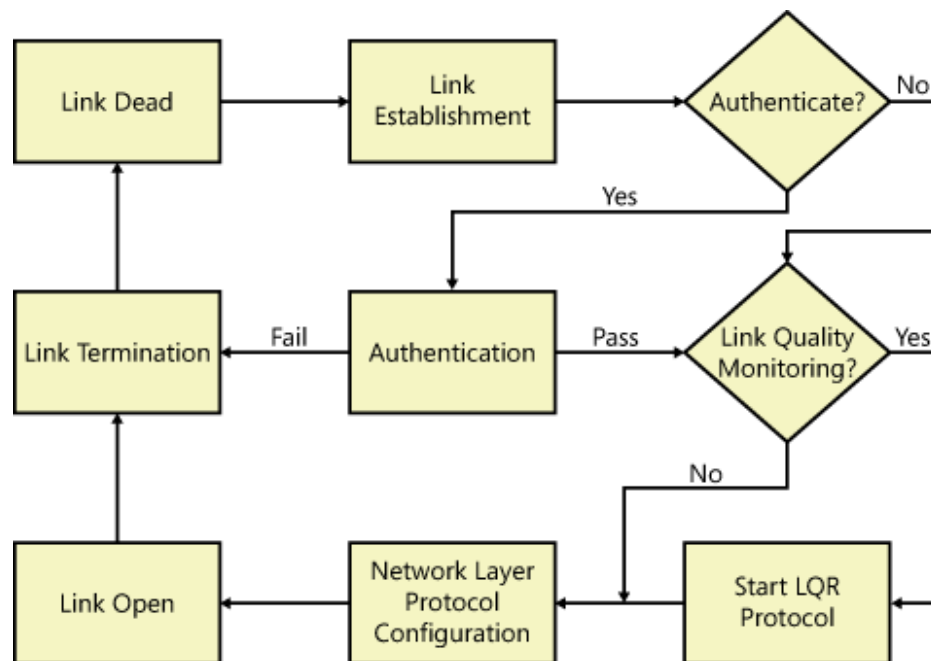 Link Dead
Link
Establishment
Authenticate?
No
Yes
Link Termination
Fail
Authentication
Pass
Link Quality
Monitoring?
Yes
No
Link Open
Network Layer
Protocol
Configuration
Start LQR
Protocol